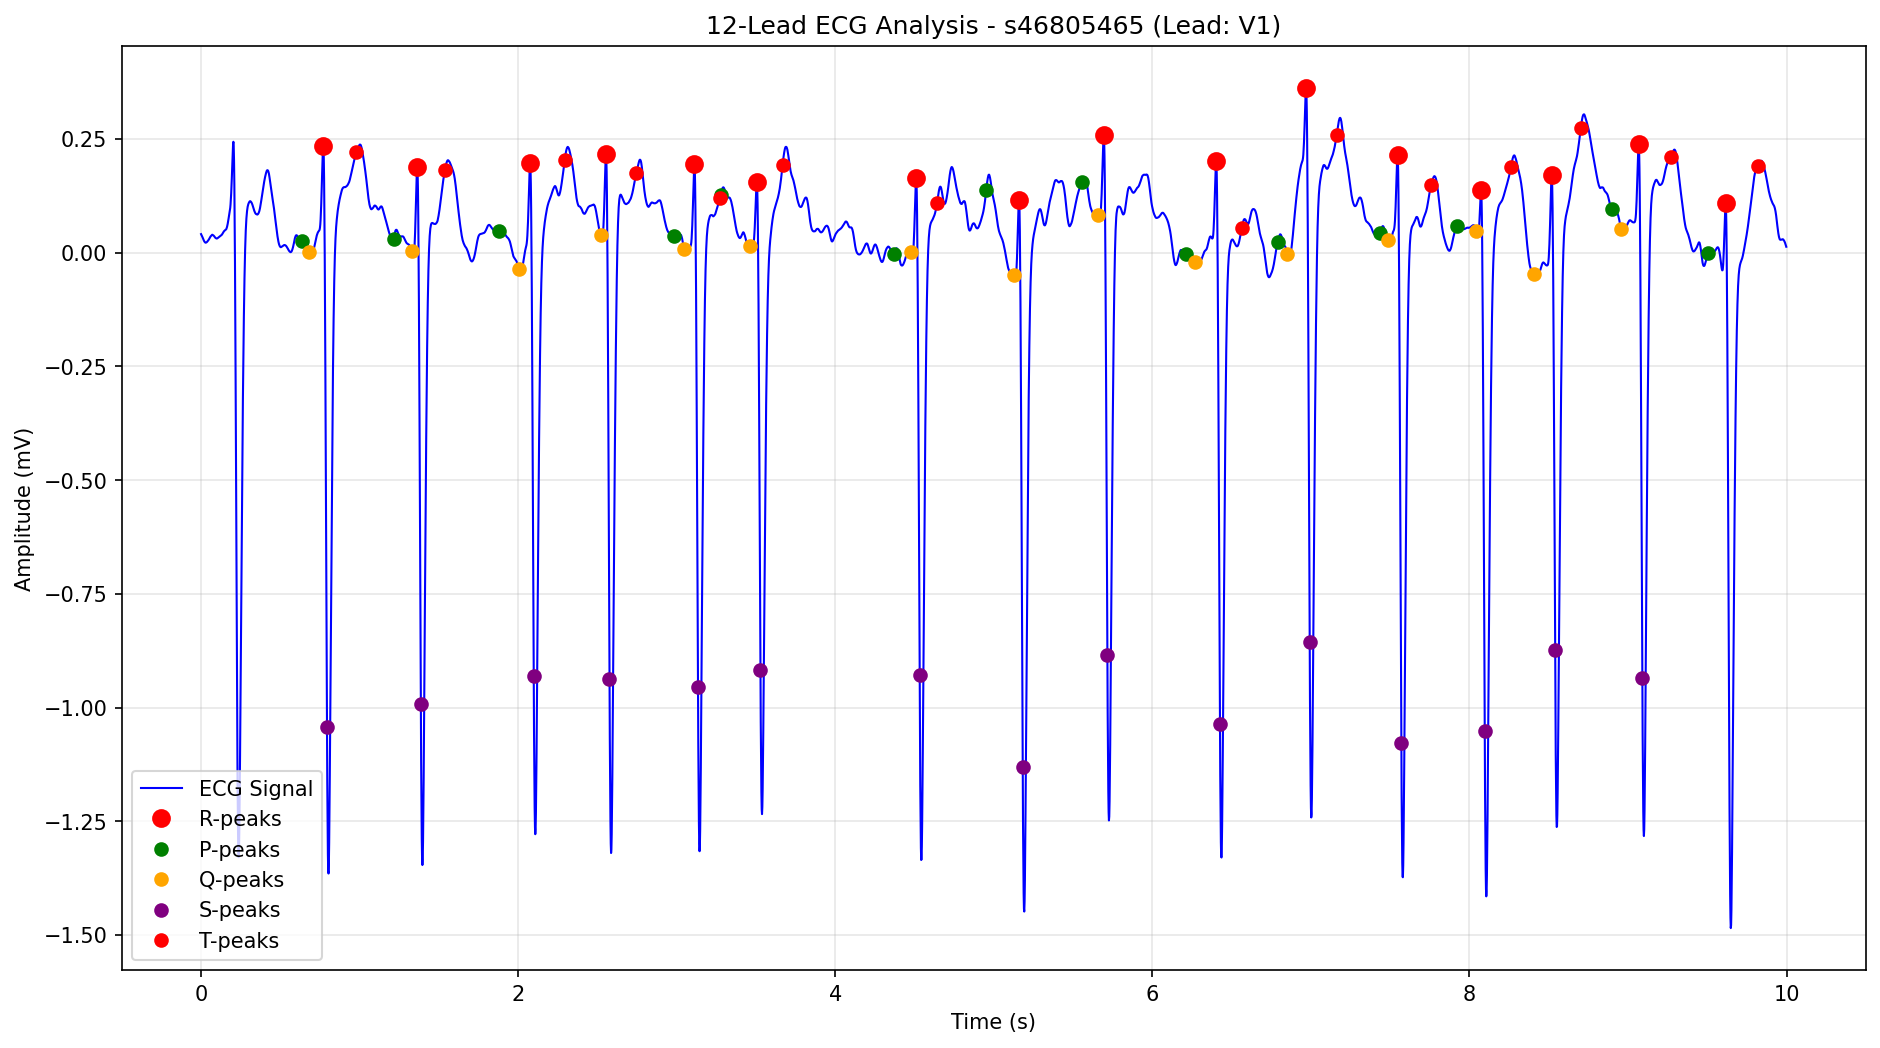 12-Lead ECG Analysis - s46805465 (Lead: V1)
Amplitude (mV)
0.25
0.00
−0.25
−0.50
−0.75
−1.00
−1.25
−1.50
ECG Signal
R-peaks
P-peaks
Q-peaks
S-peaks
T-peaks
0 2 4 6 8 10
Time (s)